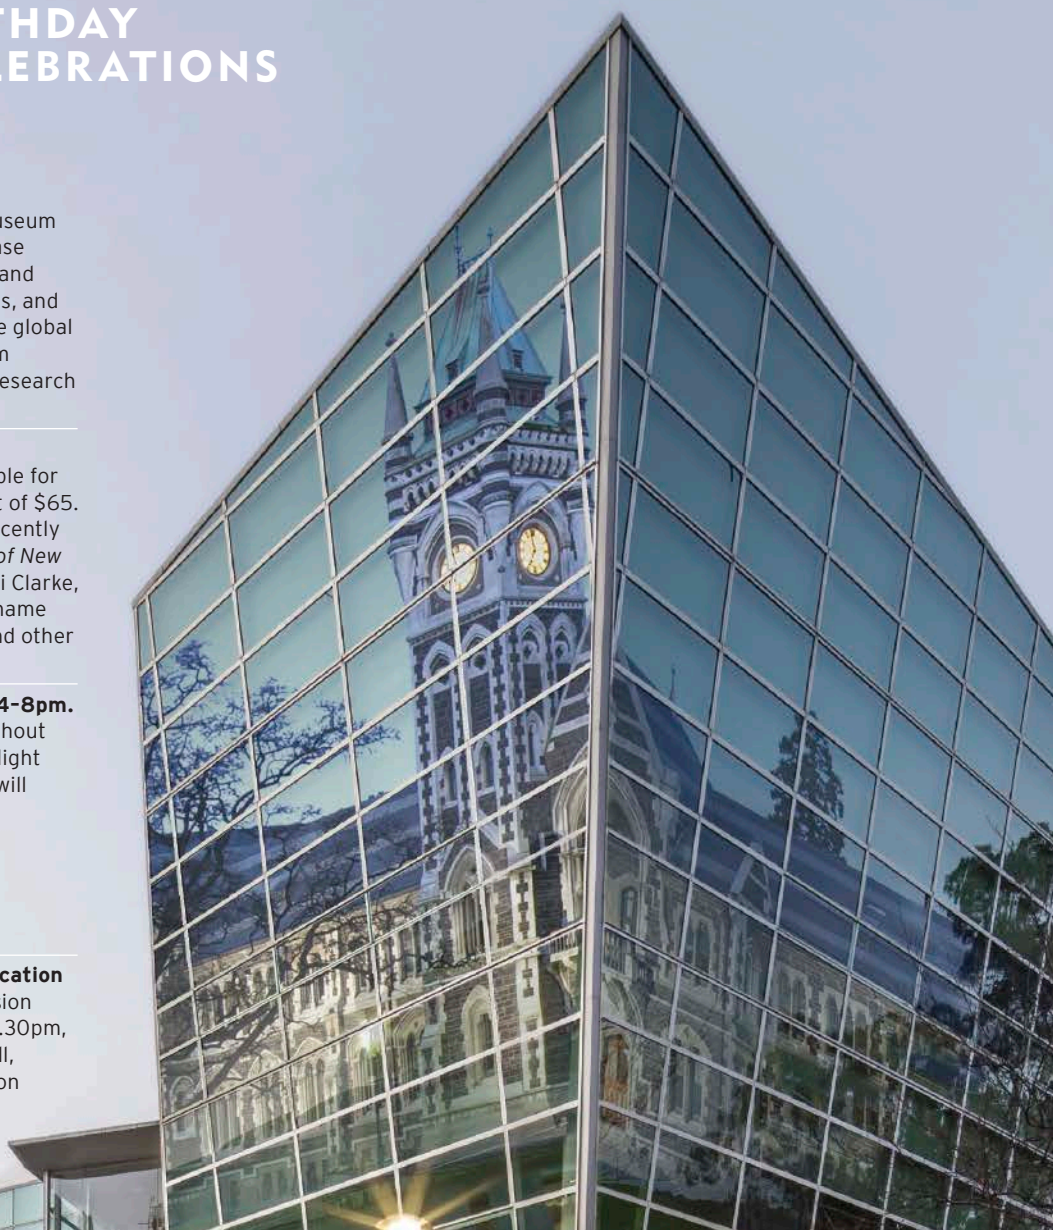 THDAY
LEBRATIONS
useum
ase
and
s, and
e global
m
esearch
ble for
t of $65.
cently
of New
i Clarke,
name
nd other
4-8pm.
hout
light
will
cation
sion
.30pm,
ll,
on